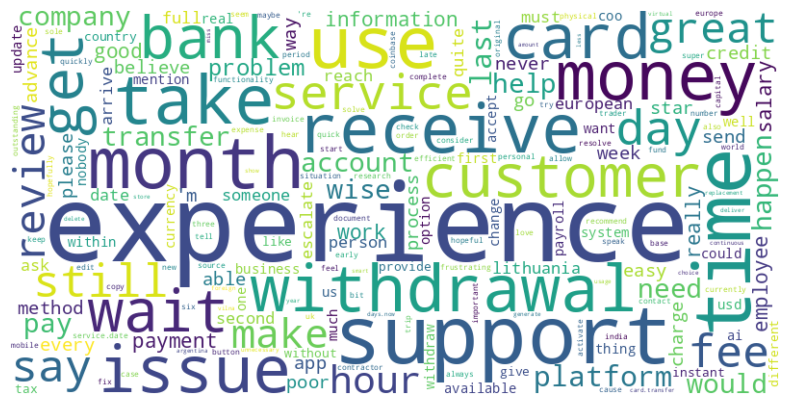 company
update
full
real
country
good
believe
advance
bank
way
information
problem
mention
arrive
reach
use
quite
last
card
coo
must
never
go
great
credit
european
star
get
take
service
help
money
salary
transfer
receive
day
want
well
send
review
please
nobody
month
account
customer
accept
week
first
happen
date
someone
wise
escalate
process
option
change
payroll
system
really
time
currency
within
m
work
person
like
experience
lithuania
could
employee
ask
still
able
business
us
provide
easy
need
usd
method
wait
one
second
bit
much
withdrawal
charge
ai
pay
every
payment
make
without
app
support
available
give
thing
instant
fee
different
say
issue
hour
poor
withdraw
platform
would
tax
fix
button
contractor
cause
mobile
case
argentina
copy
edit
new
source
six
keep
delete
store
tell
three
service.date
situation
research
document
hear
start
expense
invoice
solve
complete
period
late
coinbase
check
order
consider
efficient
personal
quick
quickly
functionality
physical
europe
virtual
original
amount
less
super
try
trader
number
capital
resolve
fund
also
world
allow
recommend
deliver
replacement
hopeful
love
speak
base
continuous
currently
choice
contact
india
activate
generate
frustrating
feel
early
trip
days.now
always
card.transfer
year
uk
outstanding
hopefully
maybe
sole